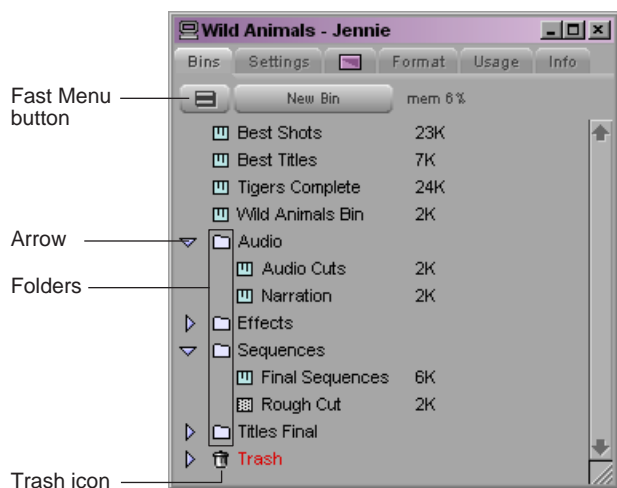 Wild Animals - Jennie
Bins Settings Format Usage Info
Fast Menu button
New Bin mem 6%
Best Shots 23K
Best Titles 7K
Tigers Complete 24K
Wild Animals Bin 2K
Arrow
Audio
Folders
Audio Cuts 2K
Narration 2K
Effects
Sequences
Final Sequences 6K
Rough Cut 2K
Titles Final
Trash
Trash icon